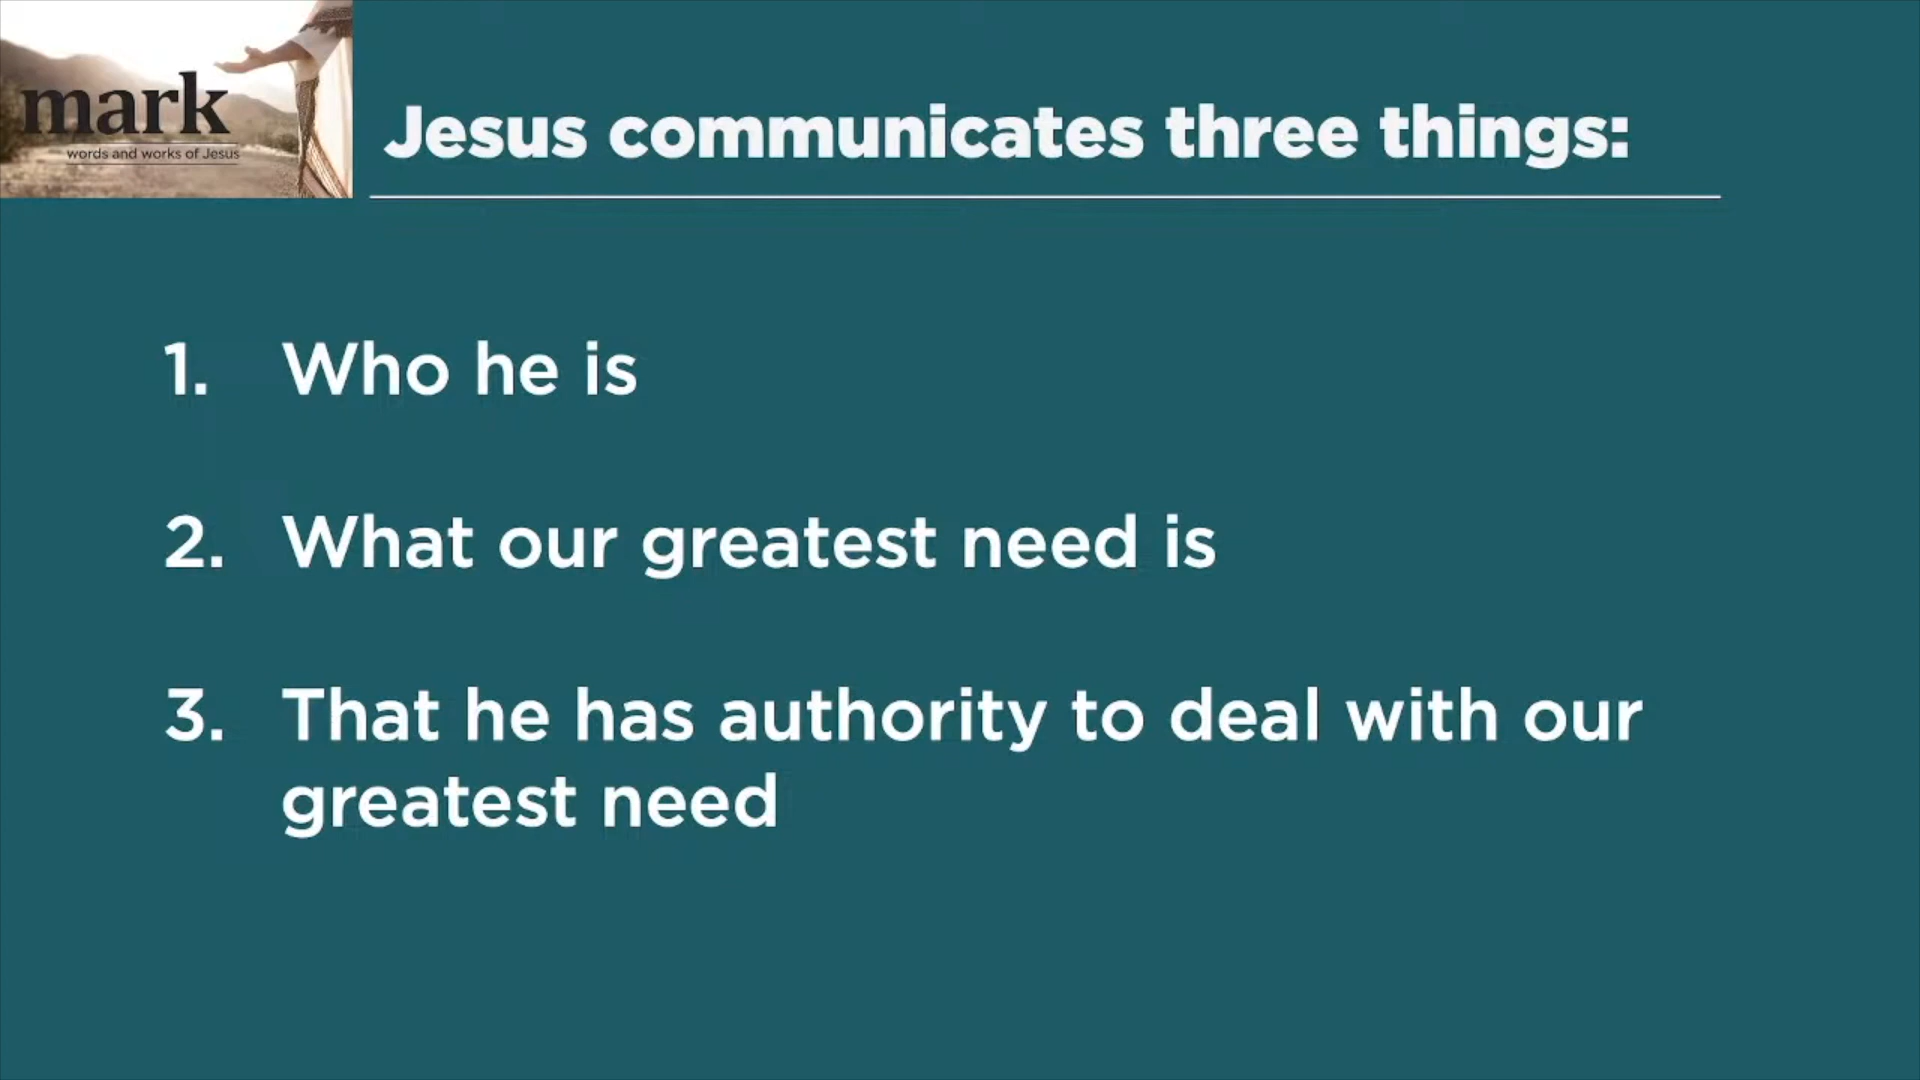 mark
words and works of Jesus
Jesus communicates three things:
1. Who he is
2. What our greatest need is
3. That he has authority to deal with our
greatest need